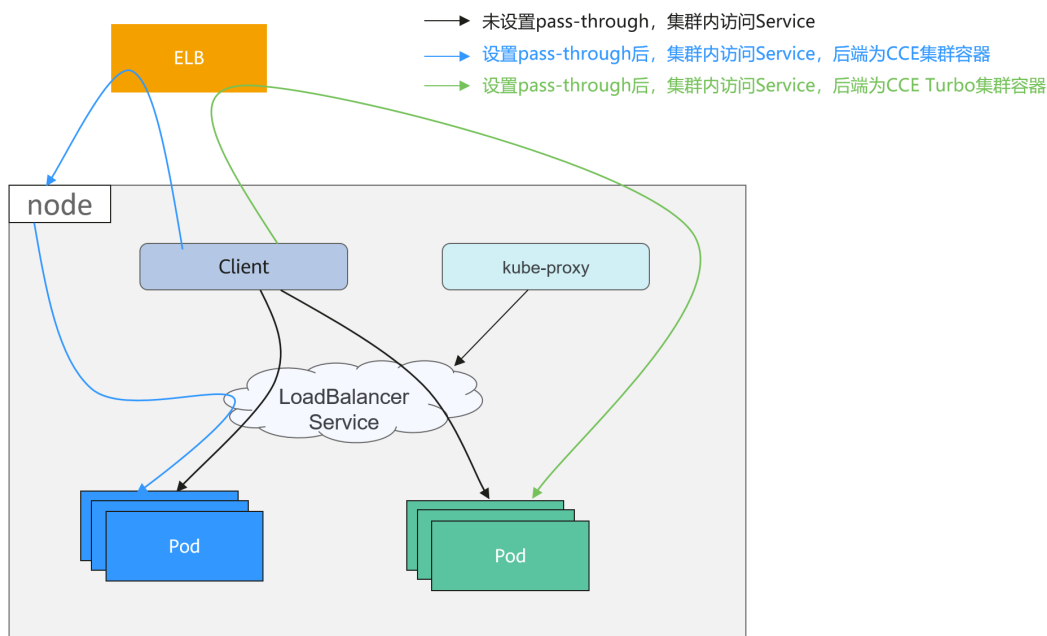 未设置pass-through，集群内访问Service
ELB
设置pass-through后，集群内访问Service，后端为CCE集群容器
设置pass-through后，集群内访问Service，后端为CCE Turbo集群容器
node
Client
kube-proxy
LoadBalancer
Service
Pod
Pod